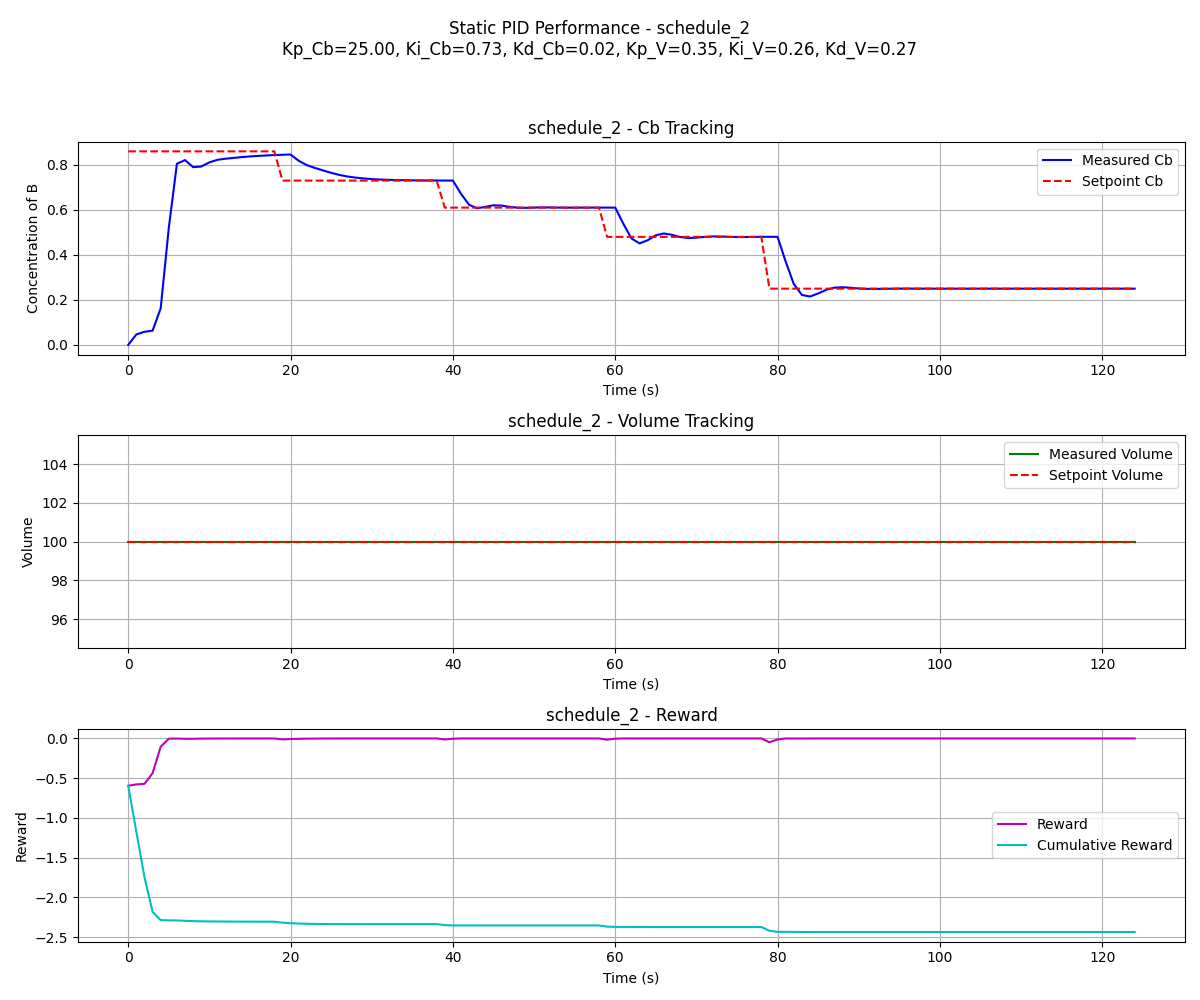 Static PID Performance - schedule_2
Kp_Cb=25.00, Ki_Cb=0.73, Kd_Cb=0.02, Kp_V=0.35, Ki_V=0.26, Kd_V=0.27
schedule_2 - Cb Tracking
Concentration of B
0.8
0.6
0.4
0.2
0.0
Measured Cb
Setpoint Cb
0 20 40 60 80 100 120
Time (s)
schedule_2 - Volume Tracking
Volume
104
102
100
98
96
Measured Volume
Setpoint Volume
0 20 40 60 80 100 120
Time (s)
schedule_2 - Reward
Reward
0.0
−0.5
−1.0
−1.5
−2.0
−2.5
Reward
Cumulative Reward
0 20 40 60 80 100 120
Time (s)